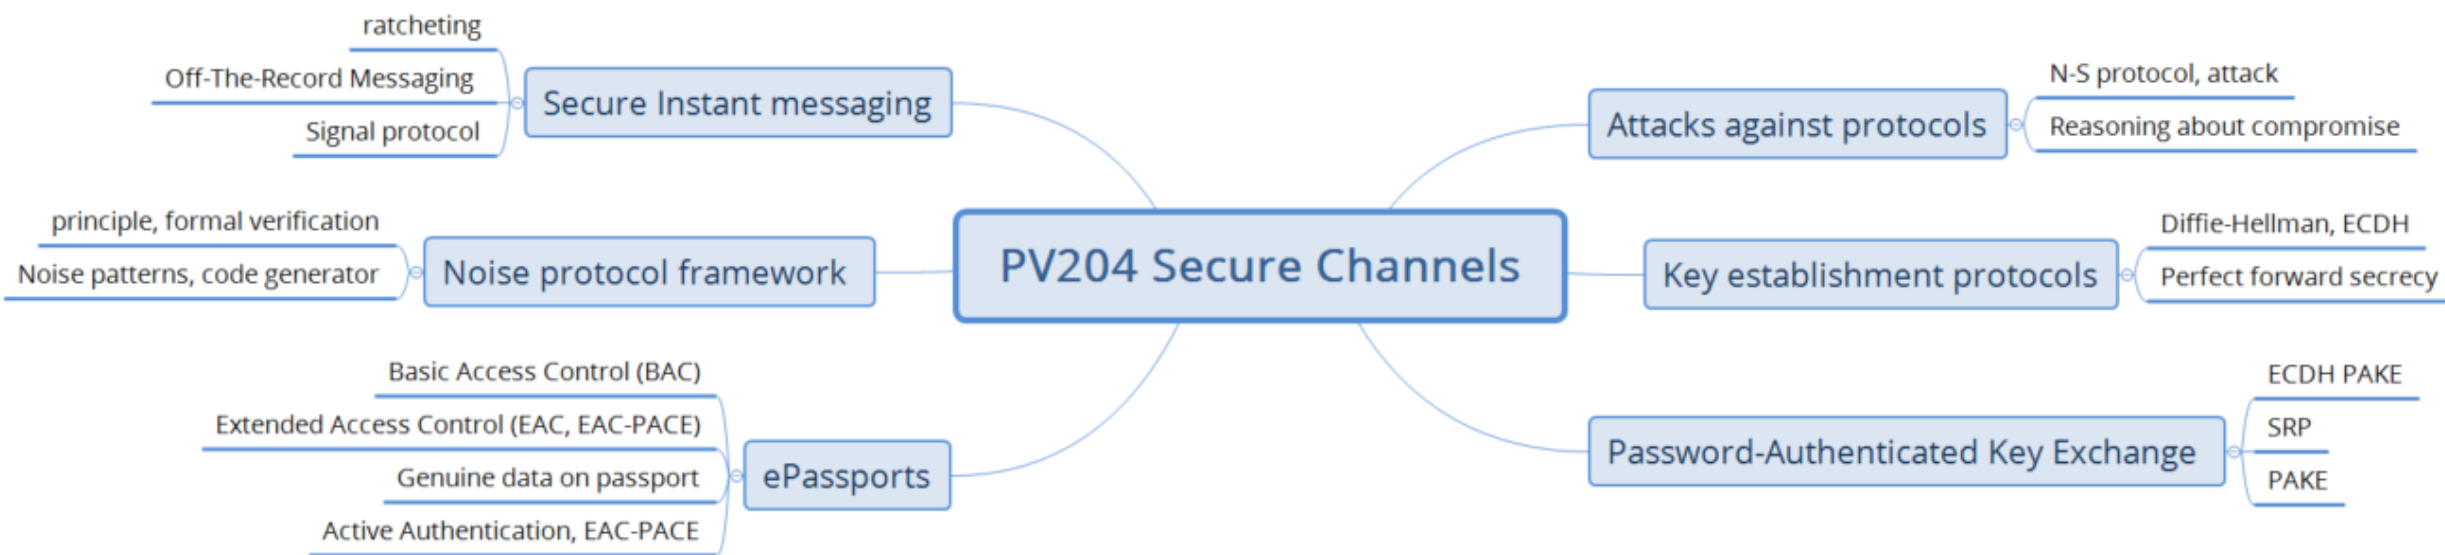 ratcheting
Off-The-Record Messaging
Signal protocol
Secure Instant messaging
principle, formal verification
Noise patterns, code generator
Noise protocol framework
Basic Access Control (BAC)
Extended Access Control (EAC, EAC-PACE)
Genuine data on passport
Active Authentication, EAC-PACE
ePassports
PV204 Secure Channels
Attacks against protocols
N-S protocol, attack
Reasoning about compromise
Key establishment protocols
Diffie-Hellman, ECDH
Perfect forward secrecy
Password-Authenticated Key Exchange
ECDH PAKE
SRP
PAKE